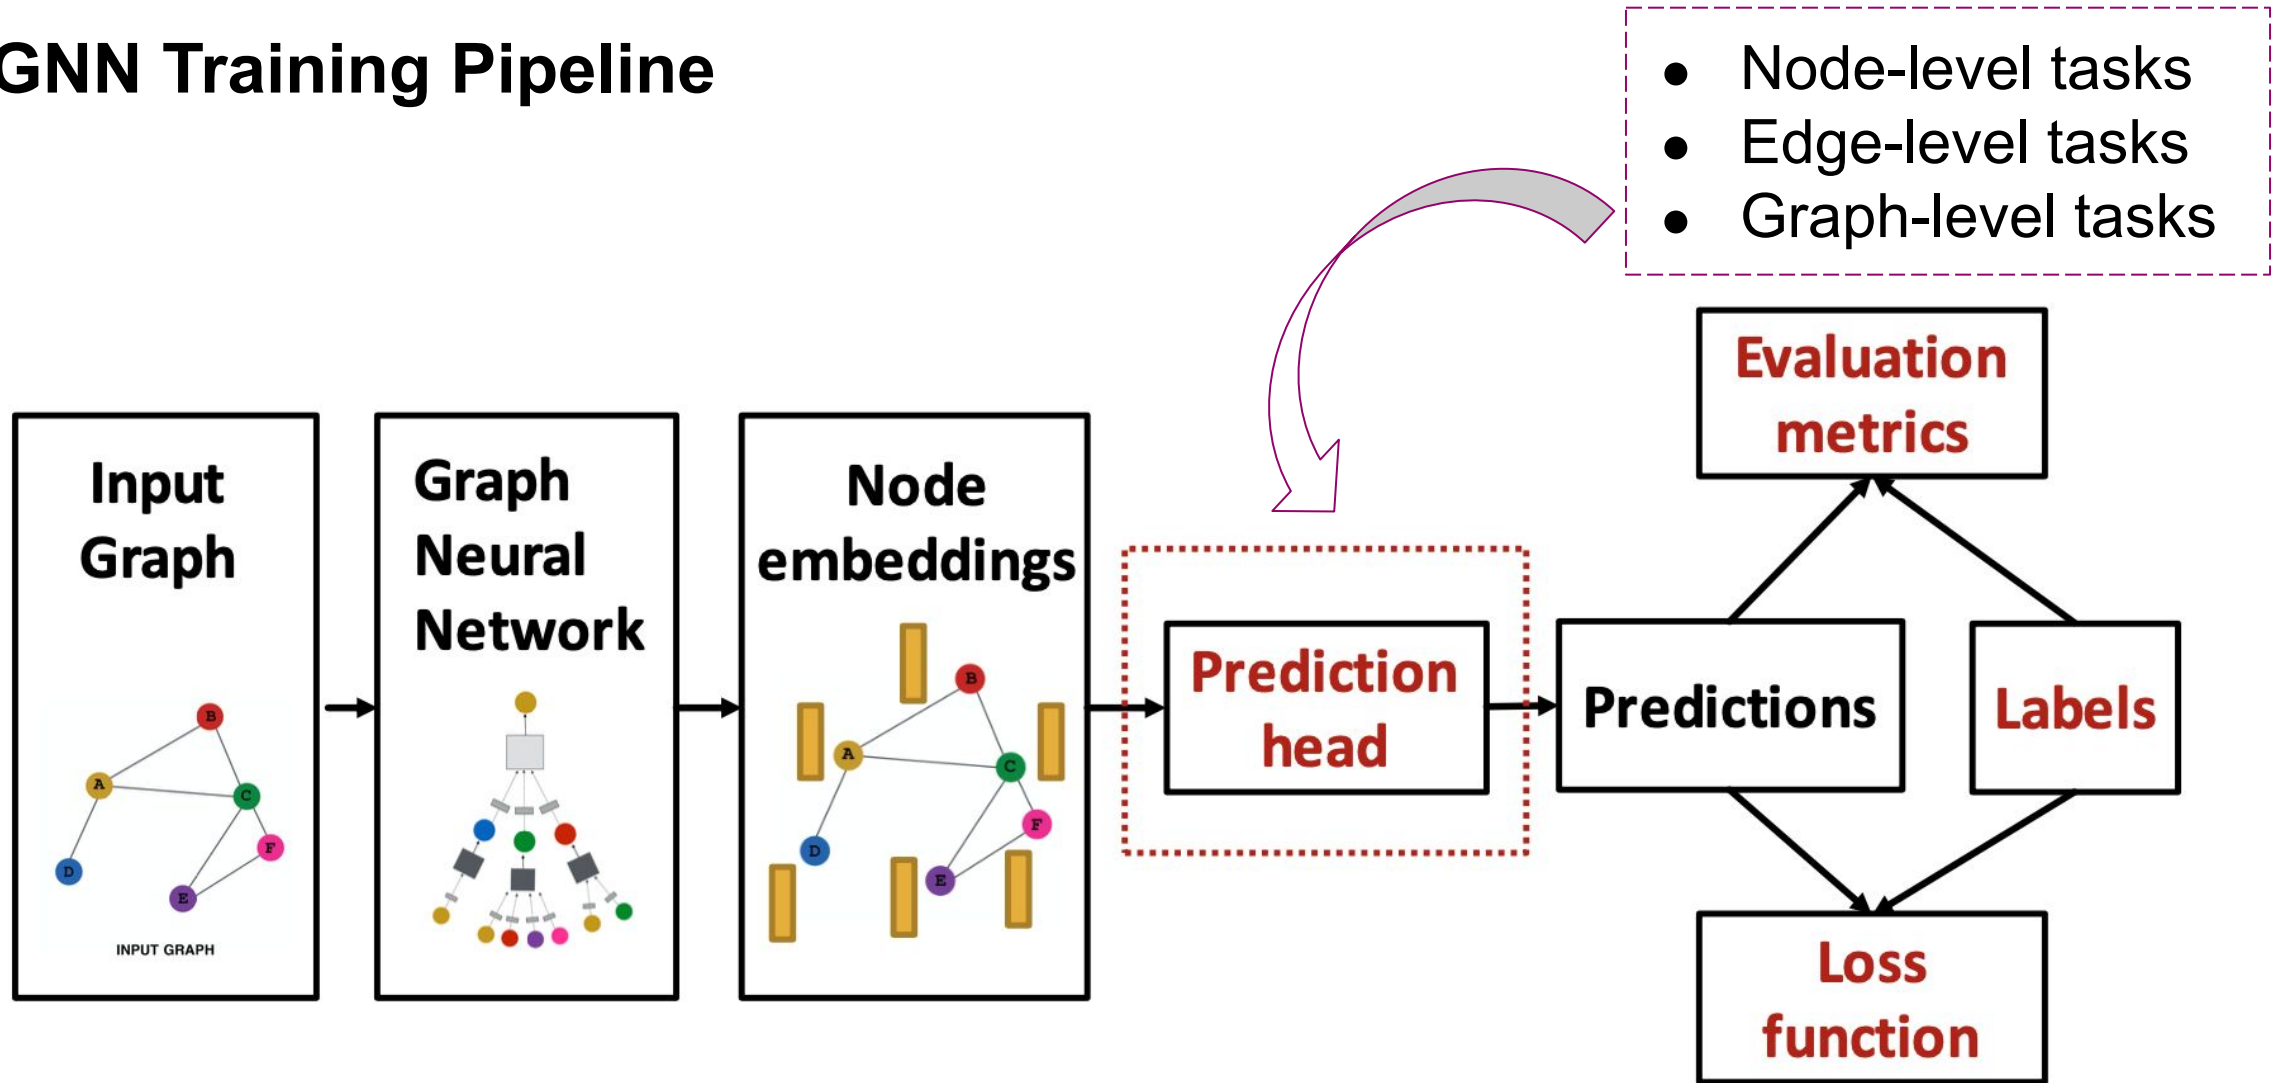 GNN Training Pipeline
● Node-level tasks
● Edge-level tasks
● Graph-level tasks
Input
Graph
B
A
C
F
D
E
INPUT GRAPH
Graph
Neural
Network
Node
embeddings
B
A
C
F
D
E
Prediction
head
Predictions
Labels
Evaluation
metrics
Loss
function